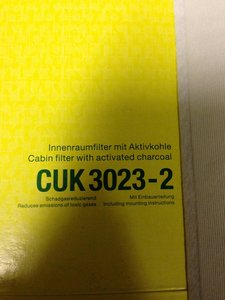 Innenraumfilter mit Aktivkohle
Cabin filter with activated charcoal
CUK 3023-2
Schadgasreduzierend
Reduces emissions of toxic gases
Mit Einbauanleitung
Including mounting instructions